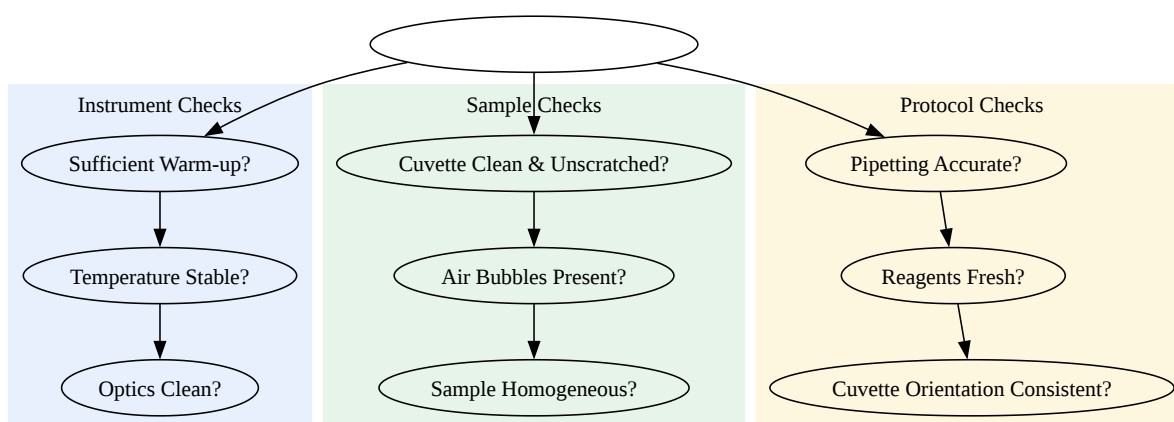 Instrument Checks
Sample Checks
Protocol Checks
Sufficient Warm-up?
Cuvette Clean & Unscratched?
Pipetting Accurate?
Temperature Stable?
Air Bubbles Present?
Reagents Fresh?
Optics Clean?
Sample Homogeneous?
Cuvette Orientation Consistent?